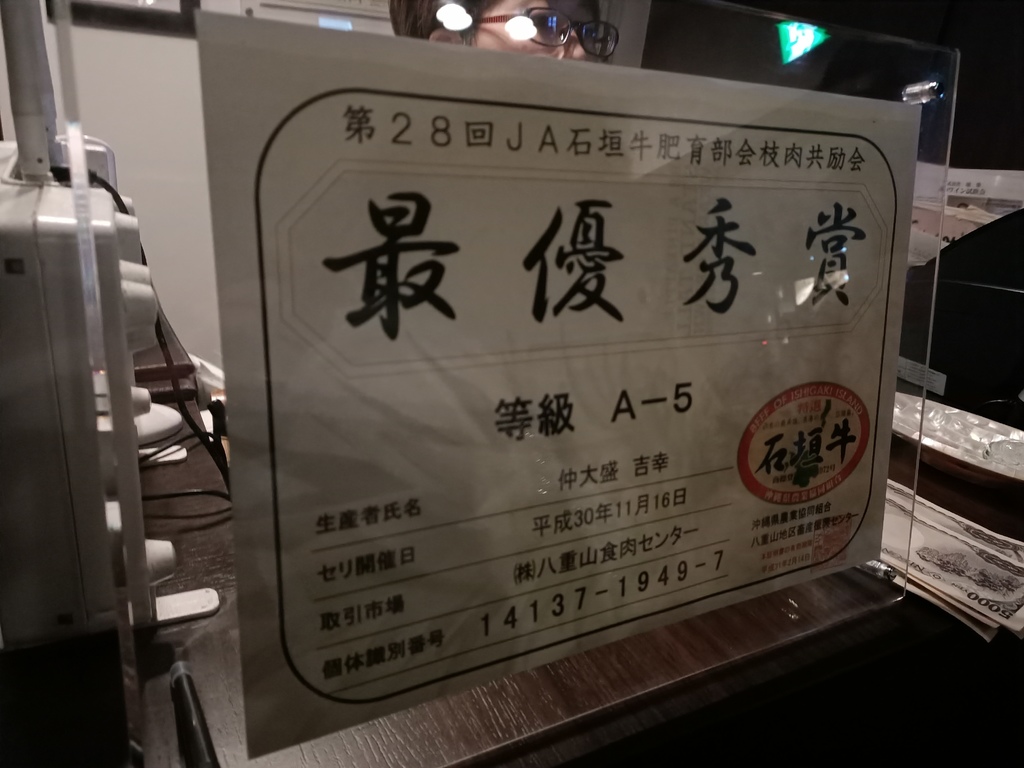 第28回JA石垣牛肥育部会枝肉共励会
最優秀賞
等級 A-5
生産者氏名 仲大盛 吉幸
セリ開催日 平成30年11月16日
取引市場 ㈱八重山食肉センター
個体識別番号 14137-1949-7
BEEF OF ISHIGAKI ISLAND
石垣牛
沖縄県農業協同組合
八重山地区畜産振興センター
5000